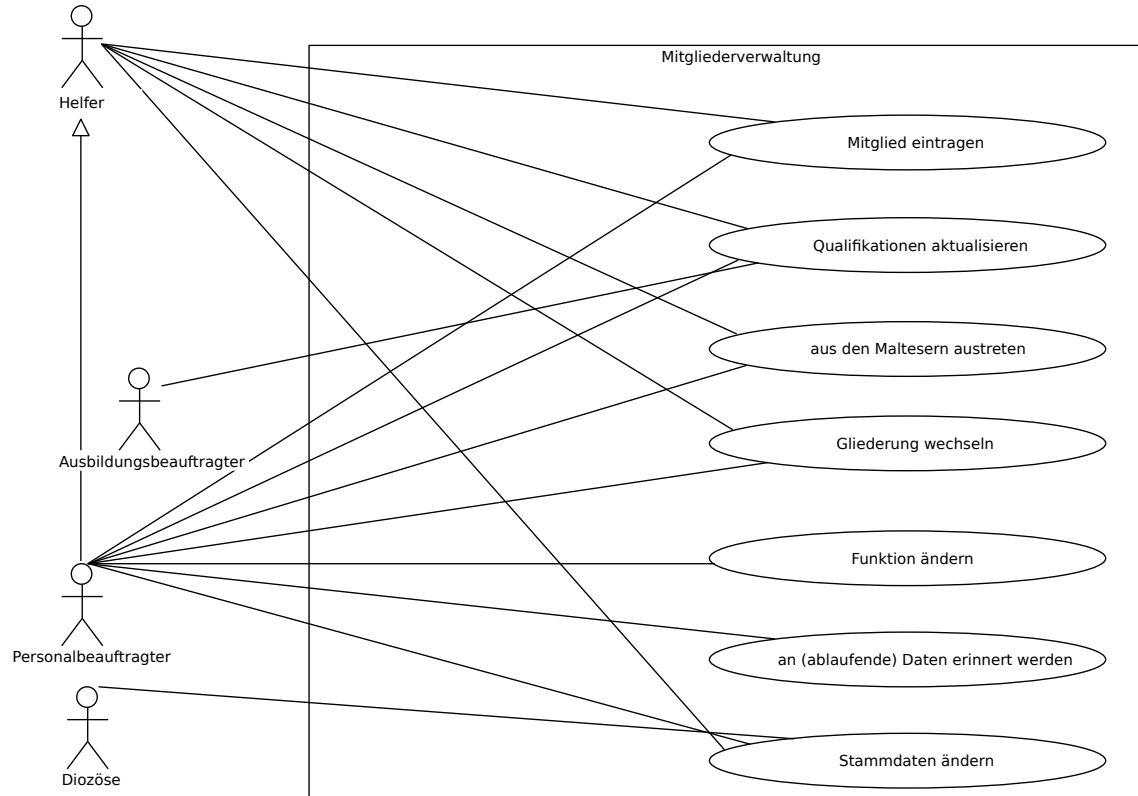 Mitgliederverwaltung
Helfer
Mitglied eintragen
Qualifikationen aktualisieren
aus den Maltesern austreten
Gliederung wechseln
Ausbildungsbeauftragter
Funktion ändern
Personalbeauftragter
an (ablaufende) Daten erinnert werden
Stammdaten ändern
Diozöse